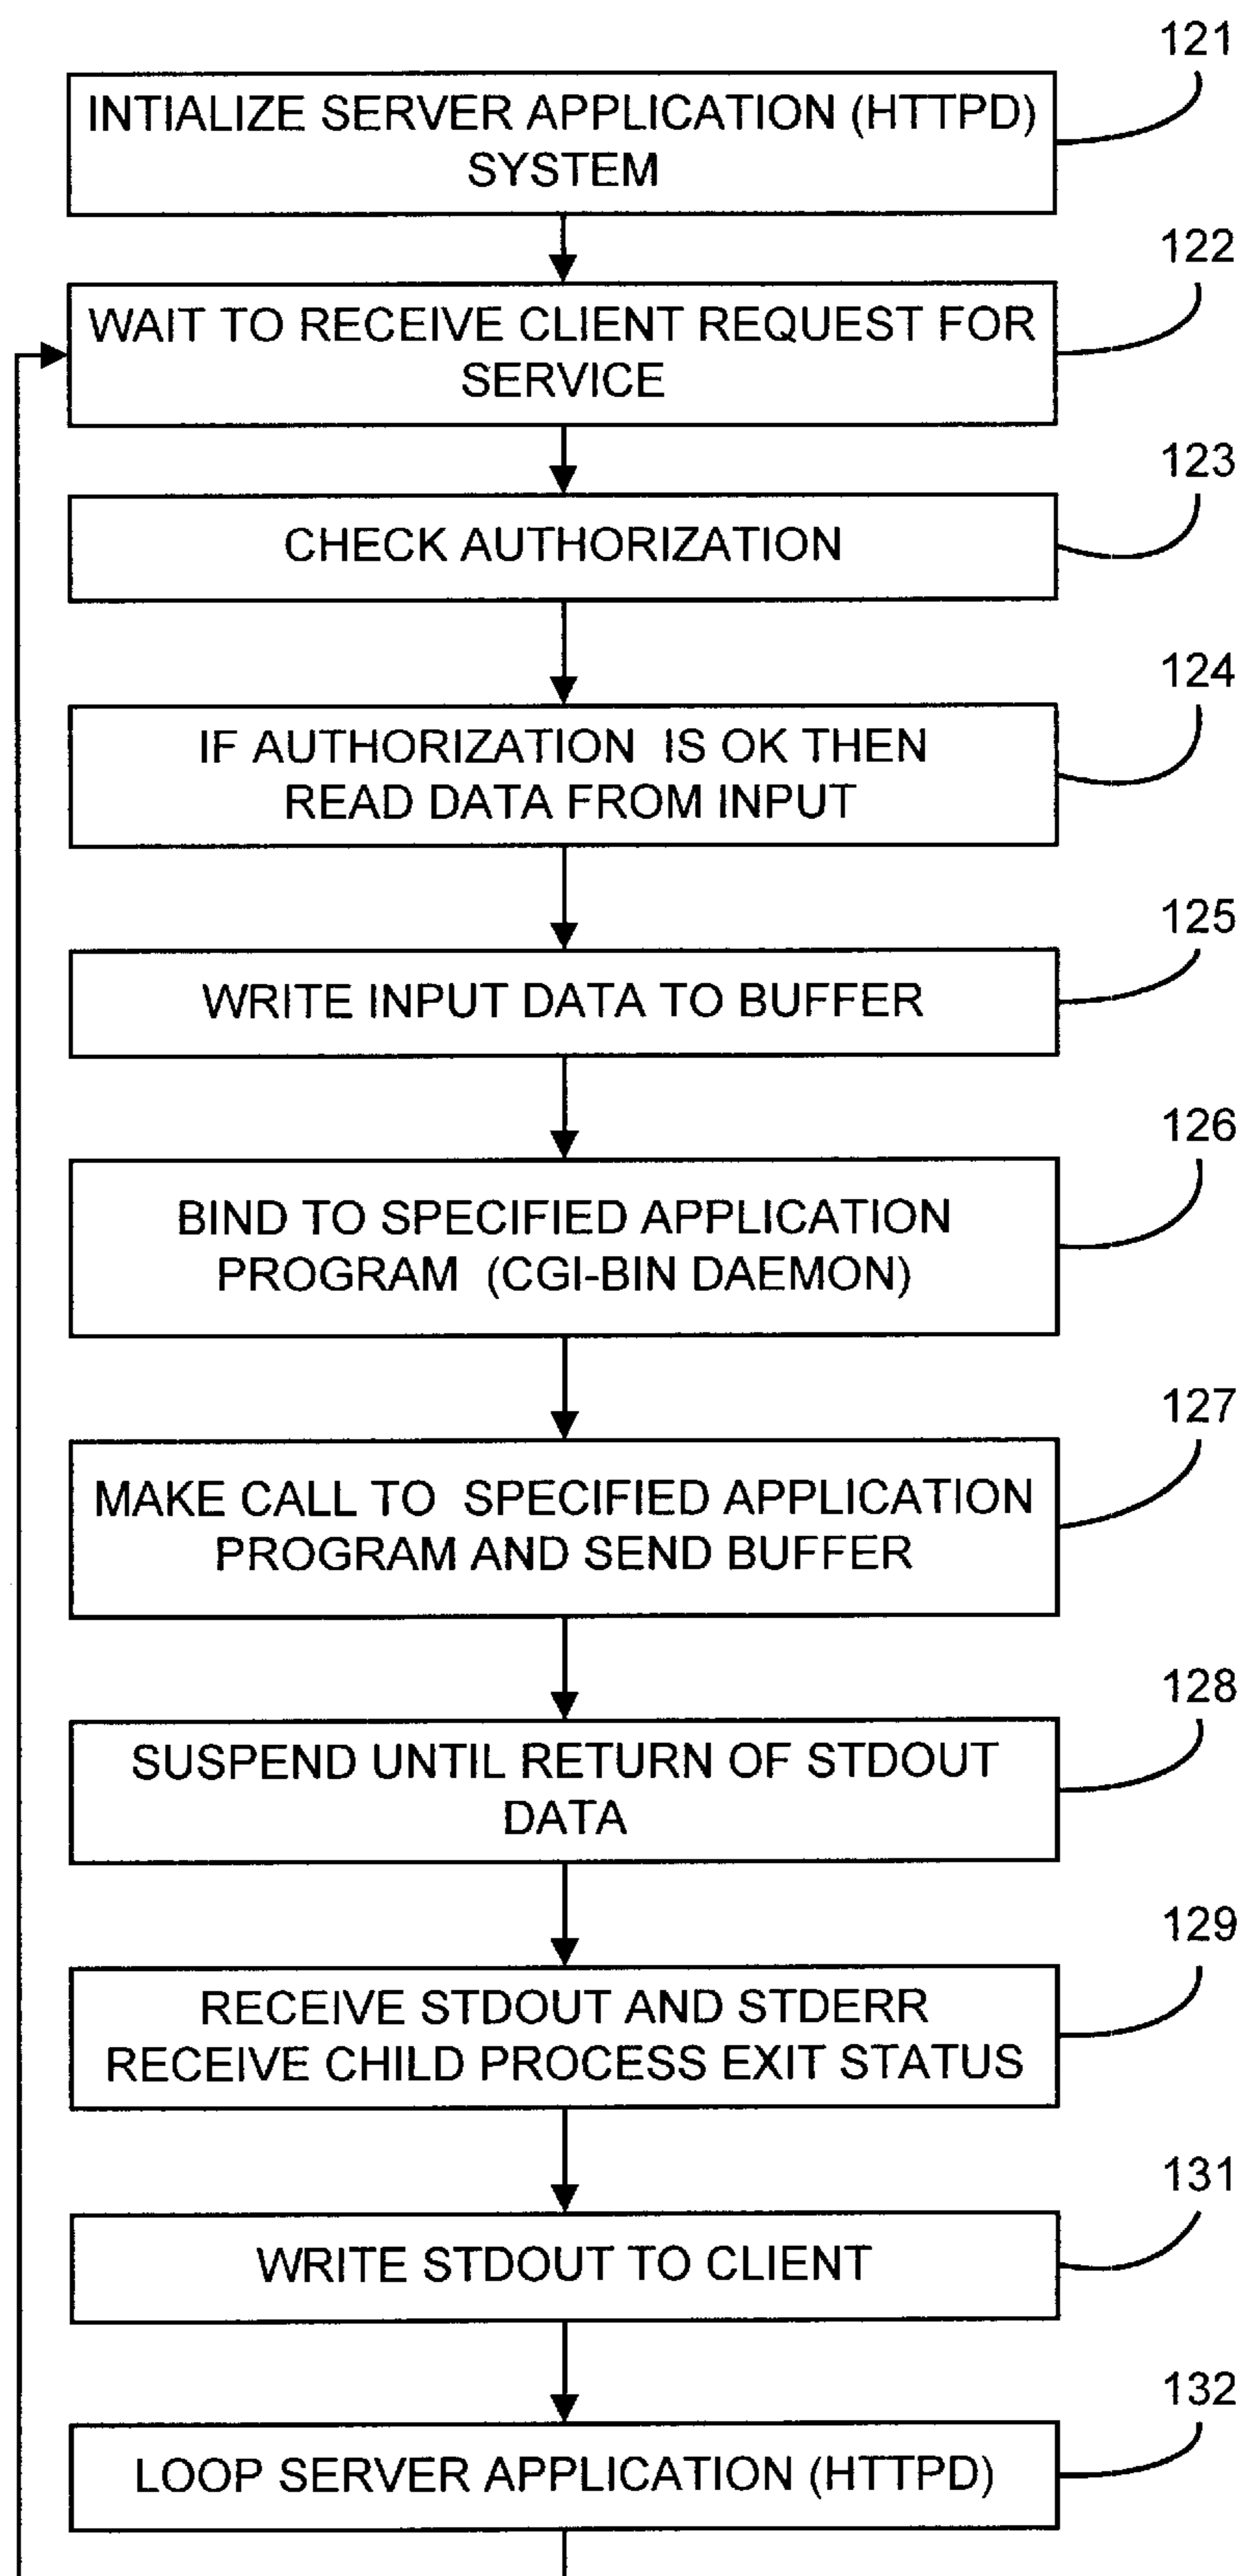 121
INTIALIZE SERVER APPLICATION (HTTPD)
SYSTEM
122
WAIT TO RECEIVE CLIENT REQUEST FOR
SERVICE
123
CHECK AUTHORIZATION
124
IF AUTHORIZATION IS OK THEN
READ DATA FROM INPUT
125
WRITE INPUT DATA TO BUFFER
126
BIND TO SPECIFIED APPLICATION
PROGRAM (CGI-BIN DAEMON)
127
MAKE CALL TO SPECIFIED APPLICATION
PROGRAM AND SEND BUFFER
128
SUSPEND UNTIL RETURN OF STDOUT
DATA
129
RECEIVE STDOUT AND STDERR
RECEIVE CHILD PROCESS EXIT STATUS
131
WRITE STDOUT TO CLIENT
132
LOOP SERVER APPLICATION (HTTPD)